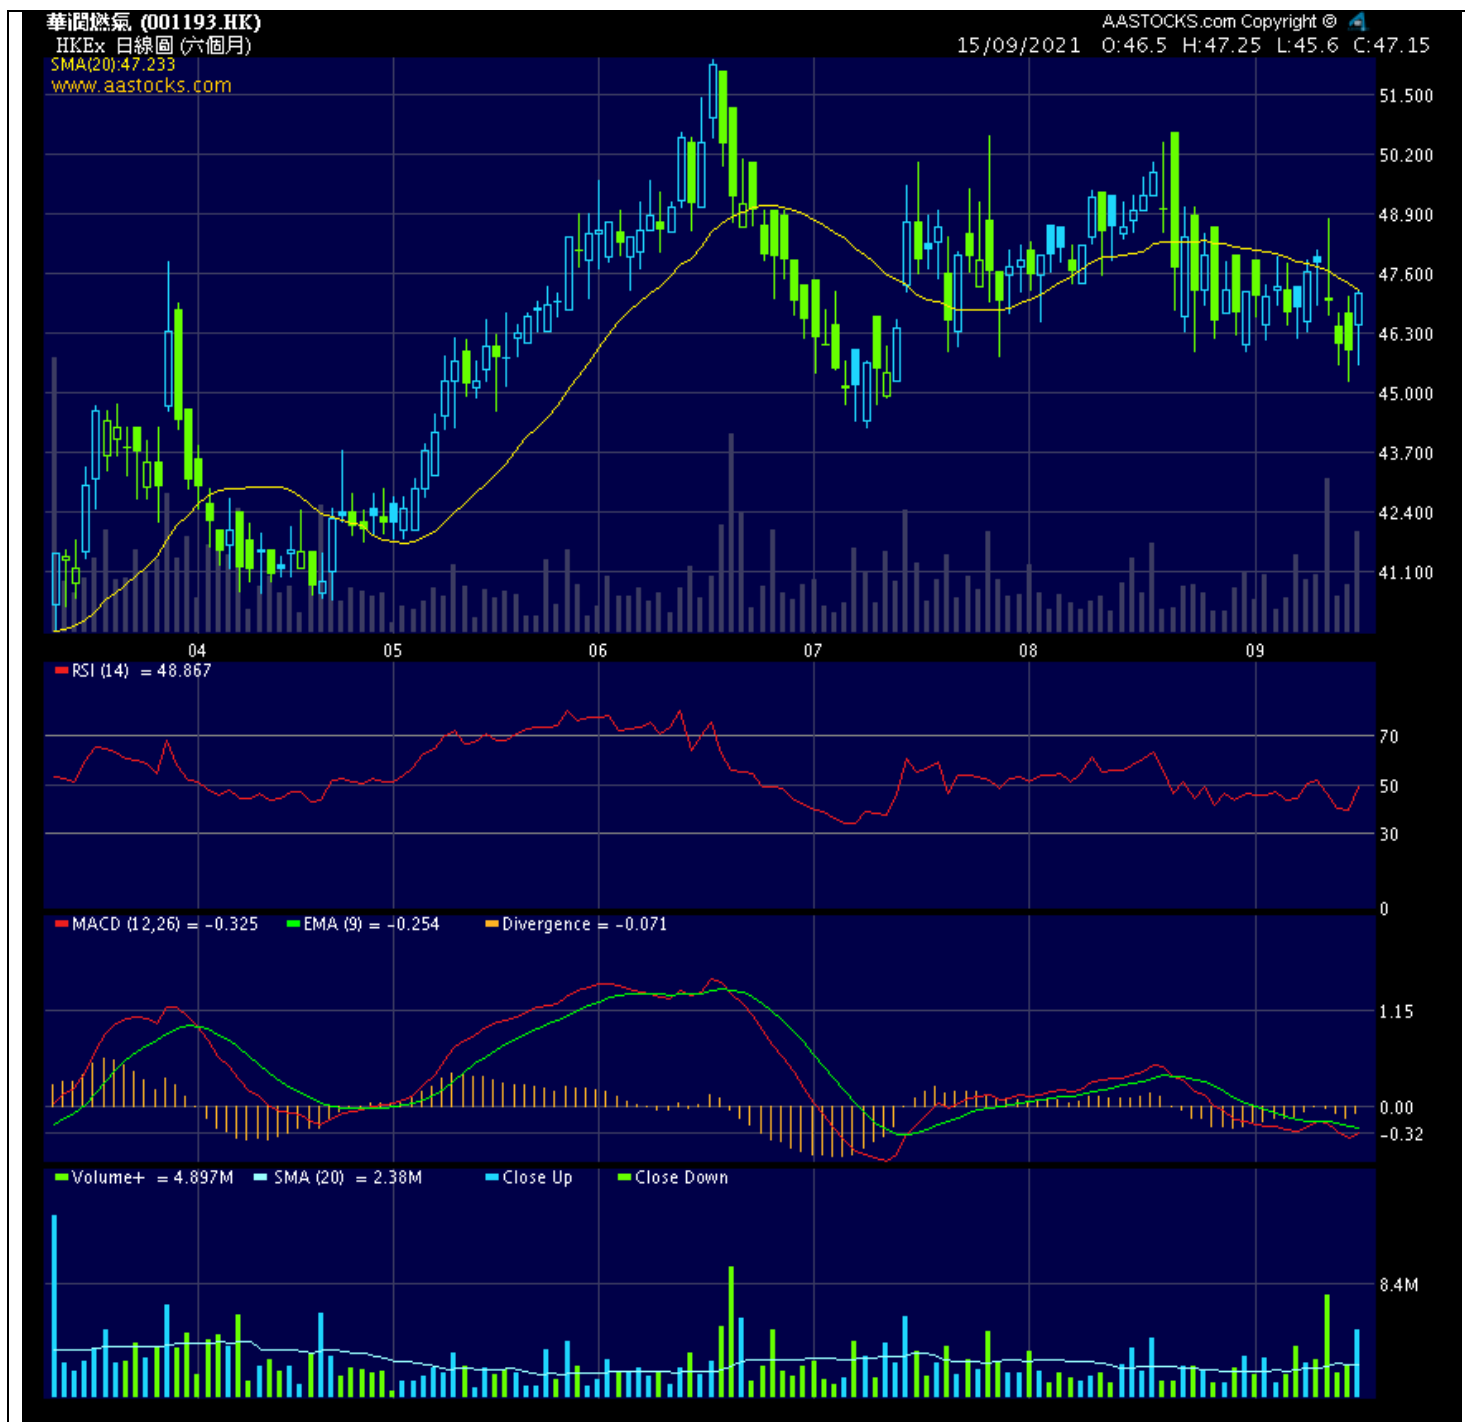 華潤燃氣 (001193.HK)
AASTOCKS.com Copyright ©
HKEx 日線圖 (六個月)
15/09/2021 O:46.5 H:47.25 L:45.6 C:47.15
SMA(20):47.233
www.aastocks.com
51.500
50.200
48.900
47.600
46.300
45.000
43.700
42.400
41.100
04 05 06 07 08 09
RSI (14) = 48.867
70
50
30
0
MACD (12,26) = -0.325 EMA (9) = -0.254 Divergence = -0.071
1.15
0.00
-0.32
Volume+ = 4.897M SMA (20) = 2.38M Close Up Close Down
8.4M